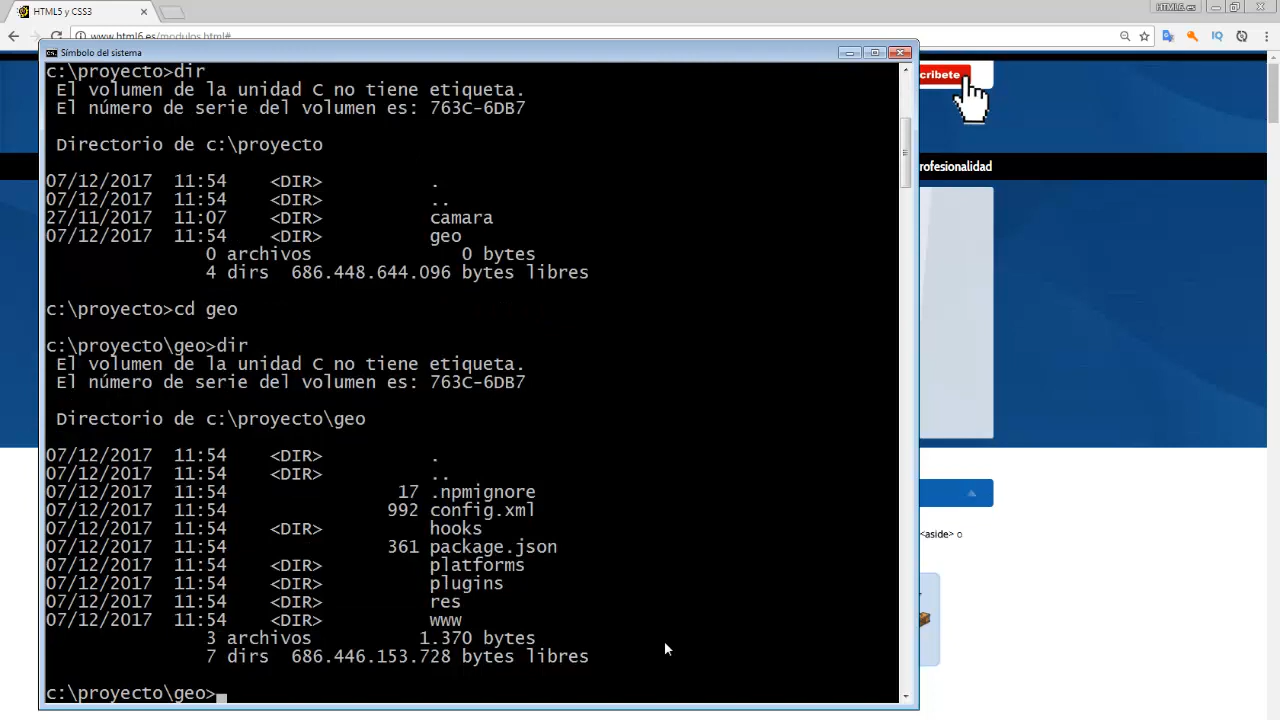 HTML5 y CSS3
HTML6.es
www.html6.es/modulos.html#
Símbolo del sistema
c:\proyecto>dir
El volumen de la unidad C no tiene etiqueta.
El número de serie del volumen es: 763C-6DB7
Directorio de c:\proyecto
07/12/2017 11:54 <DIR> .
07/12/2017 11:54 <DIR> ..
27/11/2017 11:07 <DIR> camara
07/12/2017 11:54 <DIR> geo
0 archivos 0 bytes
4 dirs 686.448.644.096 bytes libres
c:\proyecto>cd geo
c:\proyecto\geo>dir
El volumen de la unidad C no tiene etiqueta.
El número de serie del volumen es: 763C-6DB7
Directorio de c:\proyecto\geo
07/12/2017 11:54 <DIR> .
07/12/2017 11:54 <DIR> ..
07/12/2017 11:54 17 .npmignore
07/12/2017 11:54 992 config.xml
07/12/2017 11:54 <DIR> hooks
07/12/2017 11:54 361 package.json
07/12/2017 11:54 <DIR> platforms
07/12/2017 11:54 <DIR> plugins
07/12/2017 11:54 <DIR> res
07/12/2017 11:54 <DIR> www
3 archivos 1.370 bytes
7 dirs 686.446.153.728 bytes libres
c:\proyecto\geo>
cribete
rofesionalidad
<aside> o